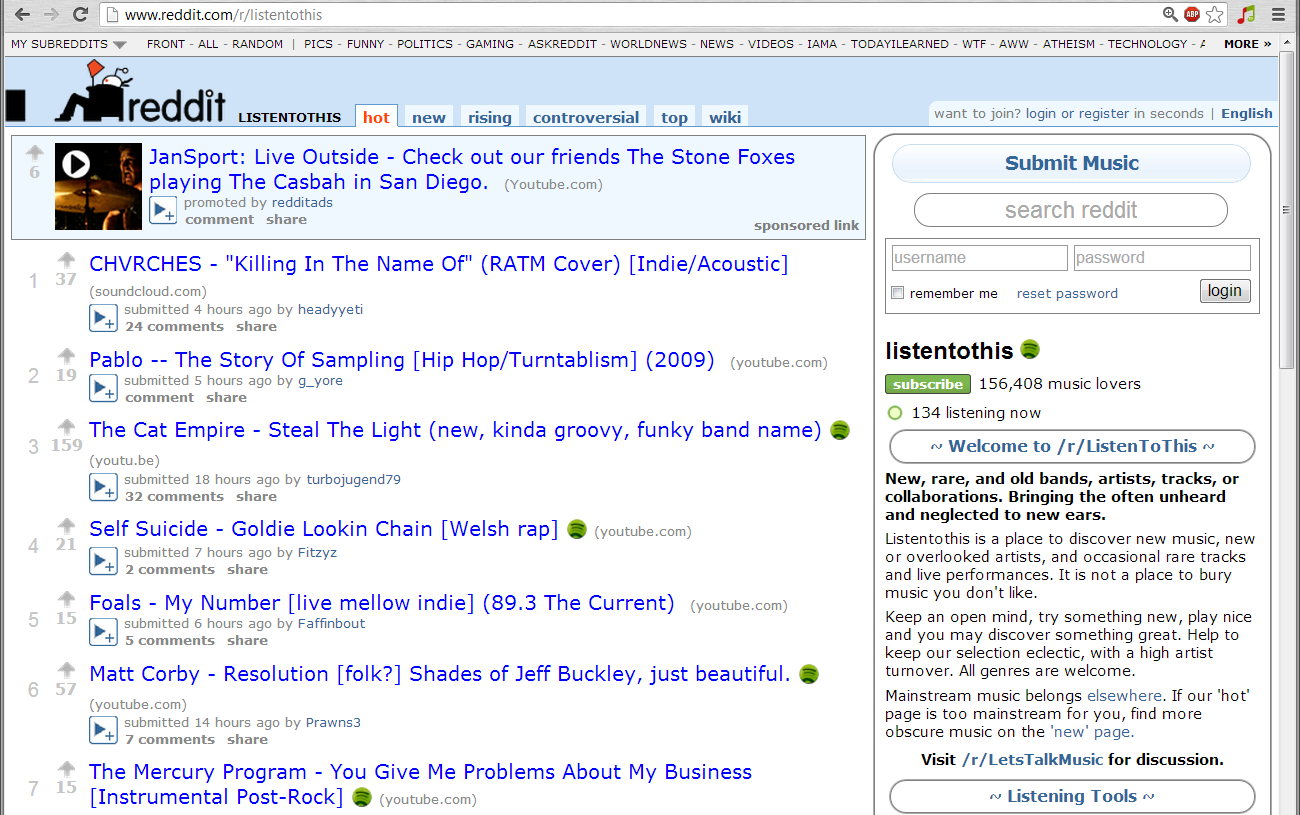 www.reddit.com/r/listentothis
ABP
MY SUBREDDITS FRONT - ALL - RANDOM | PICS - FUNNY - POLITICS - GAMING - ASKREDDIT - WORLDNEWS - NEWS - VIDEOS - IAMA - TODAYILEARNED - WTF - AWW - ATHEISM - TECHNOLOGY - A MORE »
reddit LISTENTOTHIS hot new rising controversial top wiki
want to join? login or register in seconds | English
6
JanSport: Live Outside - Check out our friends The Stone Foxes
playing The Casbah in San Diego. (Youtube.com)
promoted by redditads
comment share
sponsored link
1 37 CHVRCHES - "Killing In The Name Of" (RATM Cover) [Indie/Acoustic]
(soundcloud.com)
submitted 4 hours ago by headyyeti
24 comments share
2 19 Pablo -- The Story Of Sampling [Hip Hop/Turntablism] (2009) (youtube.com)
submitted 5 hours ago by g_yore
comment share
3 159 The Cat Empire - Steal The Light (new, kinda groovy, funky band name)
(youtu.be)
submitted 18 hours ago by turbojugend79
32 comments share
4 21 Self Suicide - Goldie Lookin Chain [Welsh rap] (youtube.com)
submitted 7 hours ago by Fitzyz
2 comments share
5 15 Foals - My Number [live mellow indie] (89.3 The Current) (youtube.com)
submitted 6 hours ago by Faffinbout
5 comments share
6 57 Matt Corby - Resolution [folk?] Shades of Jeff Buckley, just beautiful.
(youtube.com)
submitted 14 hours ago by Prawns3
7 comments share
7 15 The Mercury Program - You Give Me Problems About My Business
[Instrumental Post-Rock] (youtube.com)
Submit Music
search reddit
username password
remember me reset password login
listentothis
subscribe 156,408 music lovers
134 listening now
~ Welcome to /r/ListenToThis ~
New, rare, and old bands, artists, tracks, or
collaborations. Bringing the often unheard
and neglected to new ears.
Listentothis is a place to discover new music, new
or overlooked artists, and occasional rare tracks
and live performances. It is not a place to bury
music you don't like.
Keep an open mind, try something new, play nice
and you may discover something great. Help to
keep our selection eclectic, with a high artist
turnover. All genres are welcome.
Mainstream music belongs elsewhere. If our 'hot'
page is too mainstream for you, find more
obscure music on the 'new' page.
Visit /r/LetsTalkMusic for discussion.
~ Listening Tools ~